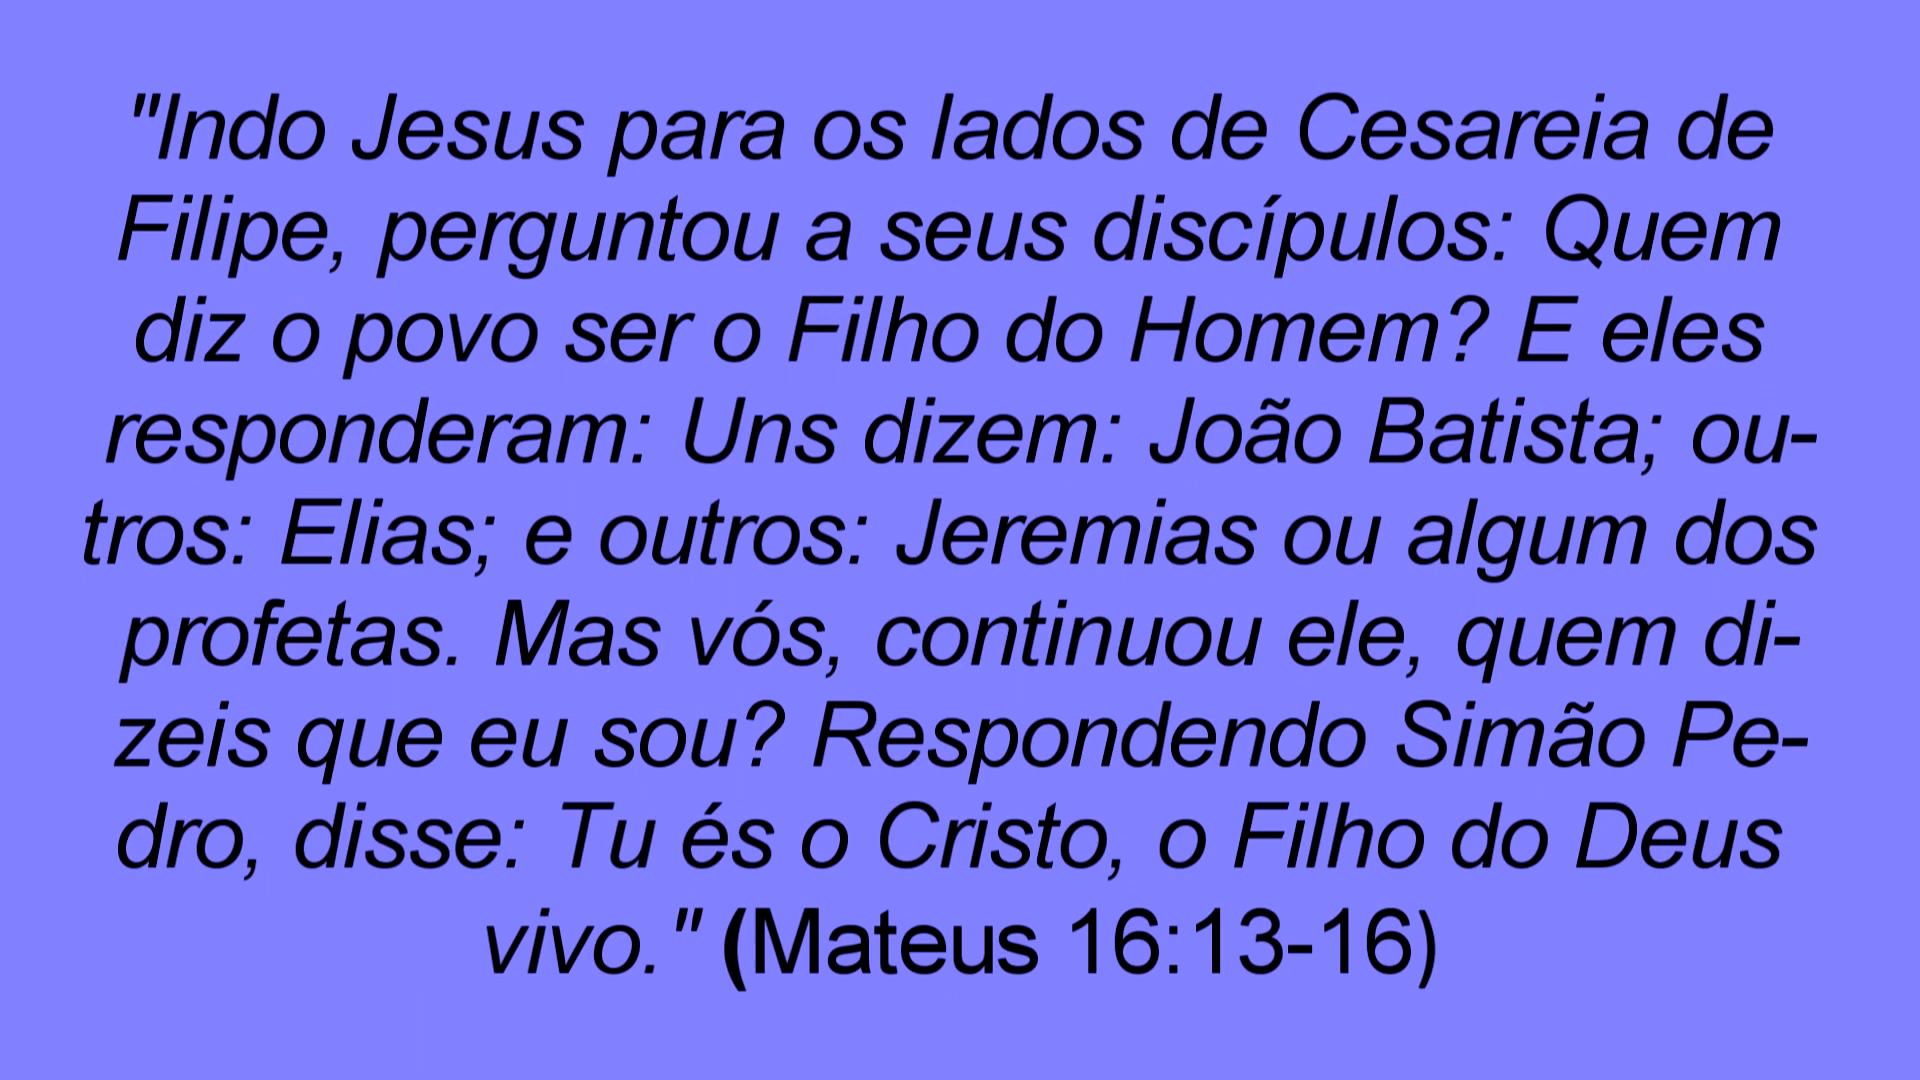 "Indo Jesus para os lados de Cesareia de
Filipe, perguntou a seus discípulos: Quem
diz o povo ser o Filho do Homem? E eles
responderam: Uns dizem: João Batista; ou-
tros: Elias; e outros: Jeremias ou algum dos
profetas. Mas vós, continuou ele, quem di-
zeis que eu sou? Respondendo Simão Pe-
dro, disse: Tu és o Cristo, o Filho do Deus
vivo." (Mateus 16:13-16)